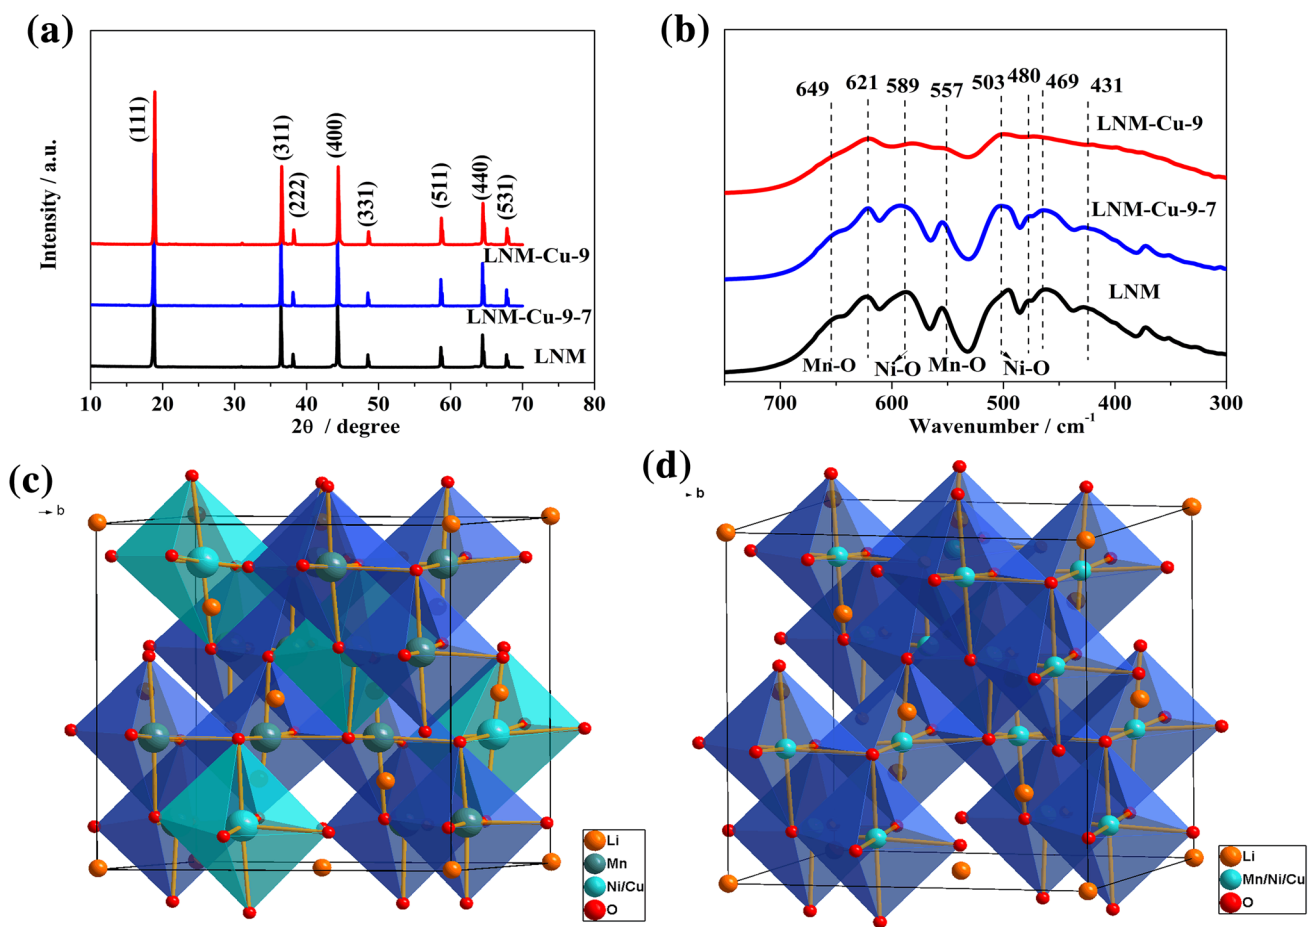 (a)
Intensity / a.u.
(111)
(311)
(222)
(400)
(331)
(511)
(440)
(531)
LNM-Cu-9
LNM-Cu-9-7
LNM
10 20 30 40 50 60 70 80
2θ / degree
(b)
649 621 589 557 503 480 469 431
LNM-Cu-9
LNM-Cu-9-7
LNM
Mn-O Ni-O Mn-O Ni-O
700 600 500 400 300
Wavenumber / cm⁻¹
(c)
b
Li
Mn
Ni/Cu
O
(d)
b
Li
Mn/Ni/Cu
O